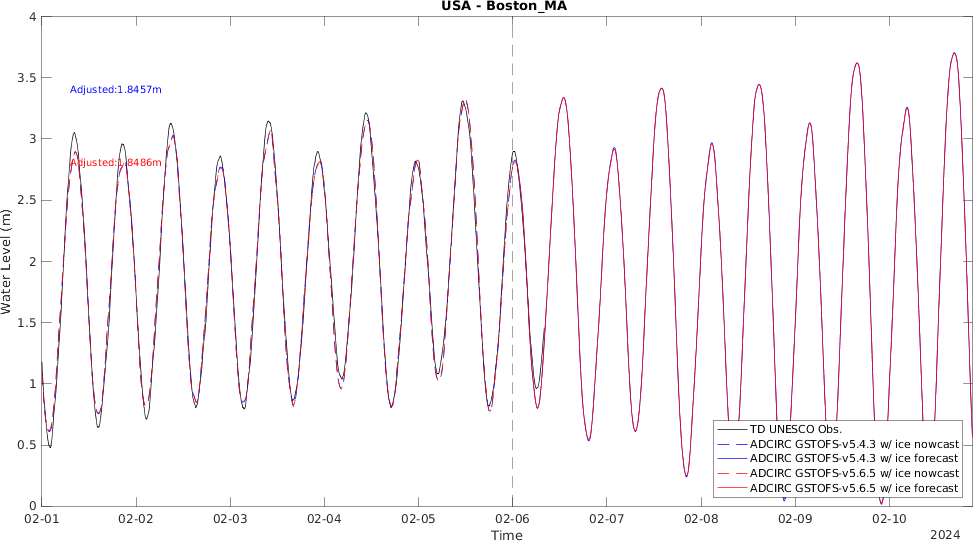 USA - Boston_MA
4
3.5
3
2.5
2
1.5
1
0.5
0
Water Level (m)
Adjusted:1.8457m
Adjusted:1.8486m
TD UNESCO Obs.
ADCIRC GSTOFS-v5.4.3 w/ ice nowcast
ADCIRC GSTOFS-v5.4.3 w/ ice forecast
ADCIRC GSTOFS-v5.6.5 w/ ice nowcast
ADCIRC GSTOFS-v5.6.5 w/ ice forecast
02-01 02-02 02-03 02-04 02-05 02-06 02-07 02-08 02-09 02-10
Time
2024